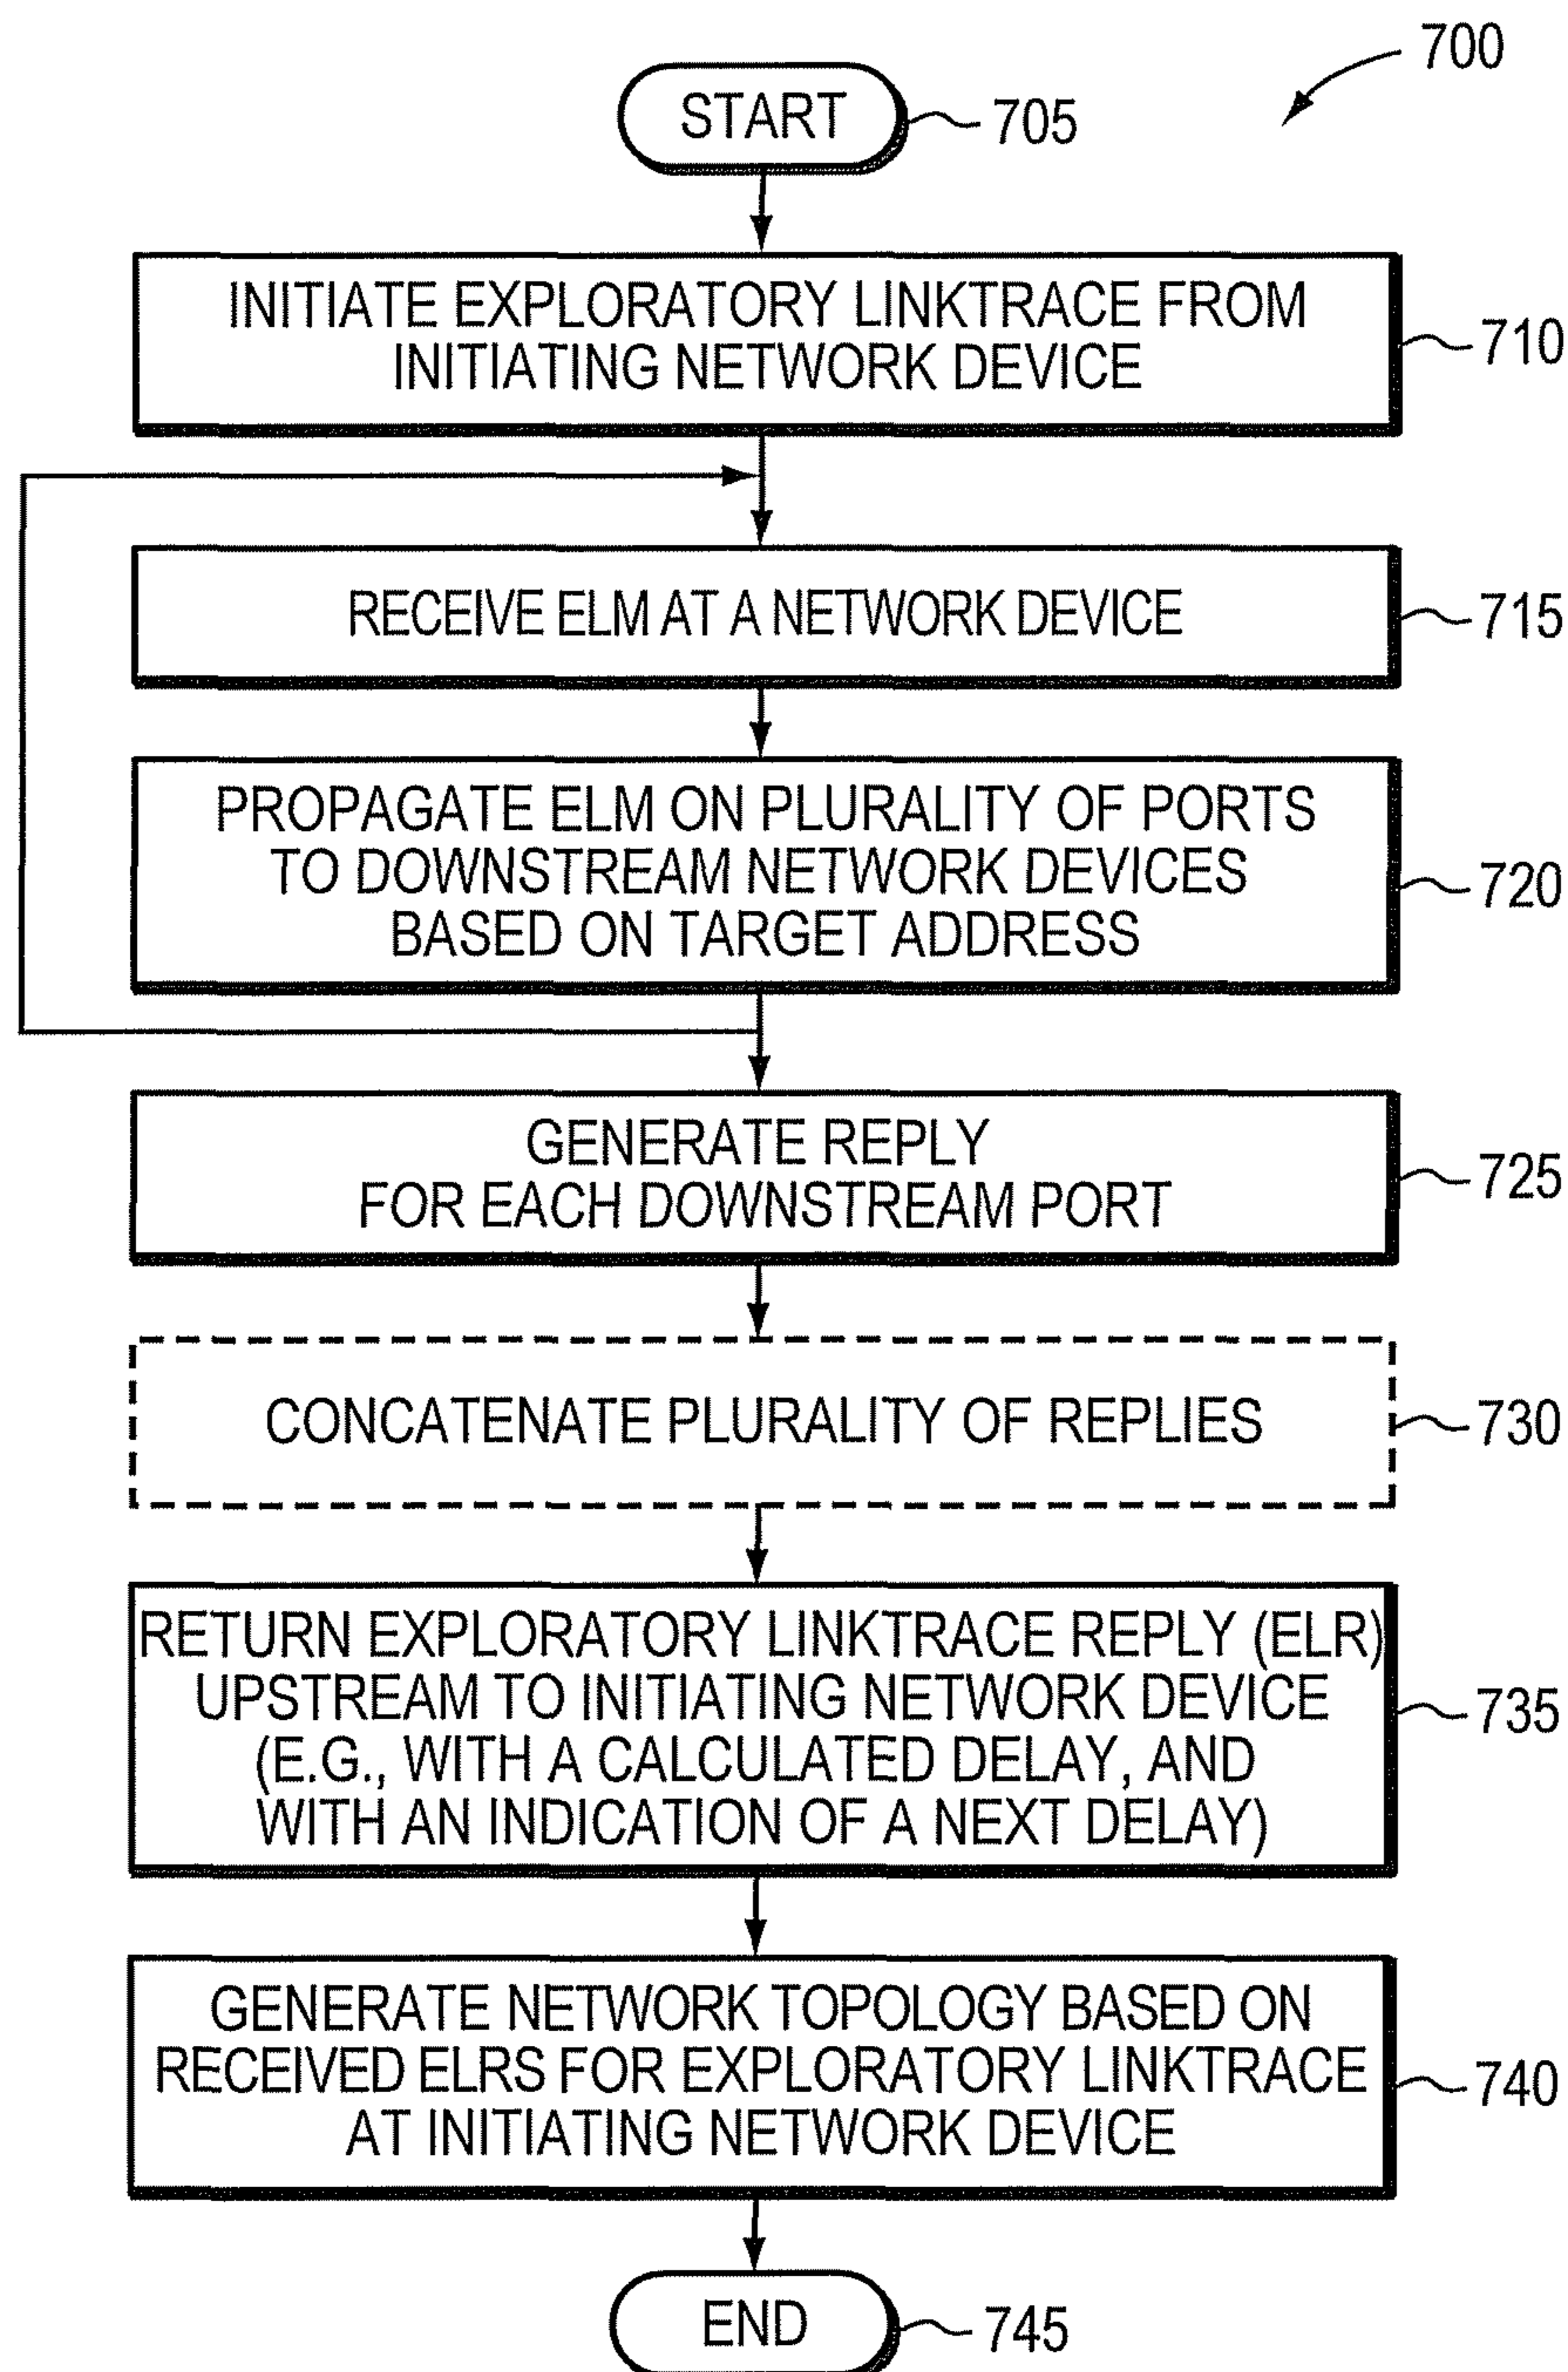 700
START
705
INITIATE EXPLORATORY LINKTRACE FROM
INITIATING NETWORK DEVICE
710
RECEIVE ELM AT A NETWORK DEVICE
715
PROPAGATE ELM ON PLURALITY OF PORTS
TO DOWNSTREAM NETWORK DEVICES
BASED ON TARGET ADDRESS
720
GENERATE REPLY
FOR EACH DOWNSTREAM PORT
725
CONCATENATE PLURALITY OF REPLIES
730
RETURN EXPLORATORY LINKTRACE REPLY (ELR)
UPSTREAM TO INITIATING NETWORK DEVICE
(E.G., WITH A CALCULATED DELAY, AND
WITH AN INDICATION OF A NEXT DELAY)
735
GENERATE NETWORK TOPOLOGY BASED ON
RECEIVED ELRS FOR EXPLORATORY LINKTRACE
AT INITIATING NETWORK DEVICE
740
END
745